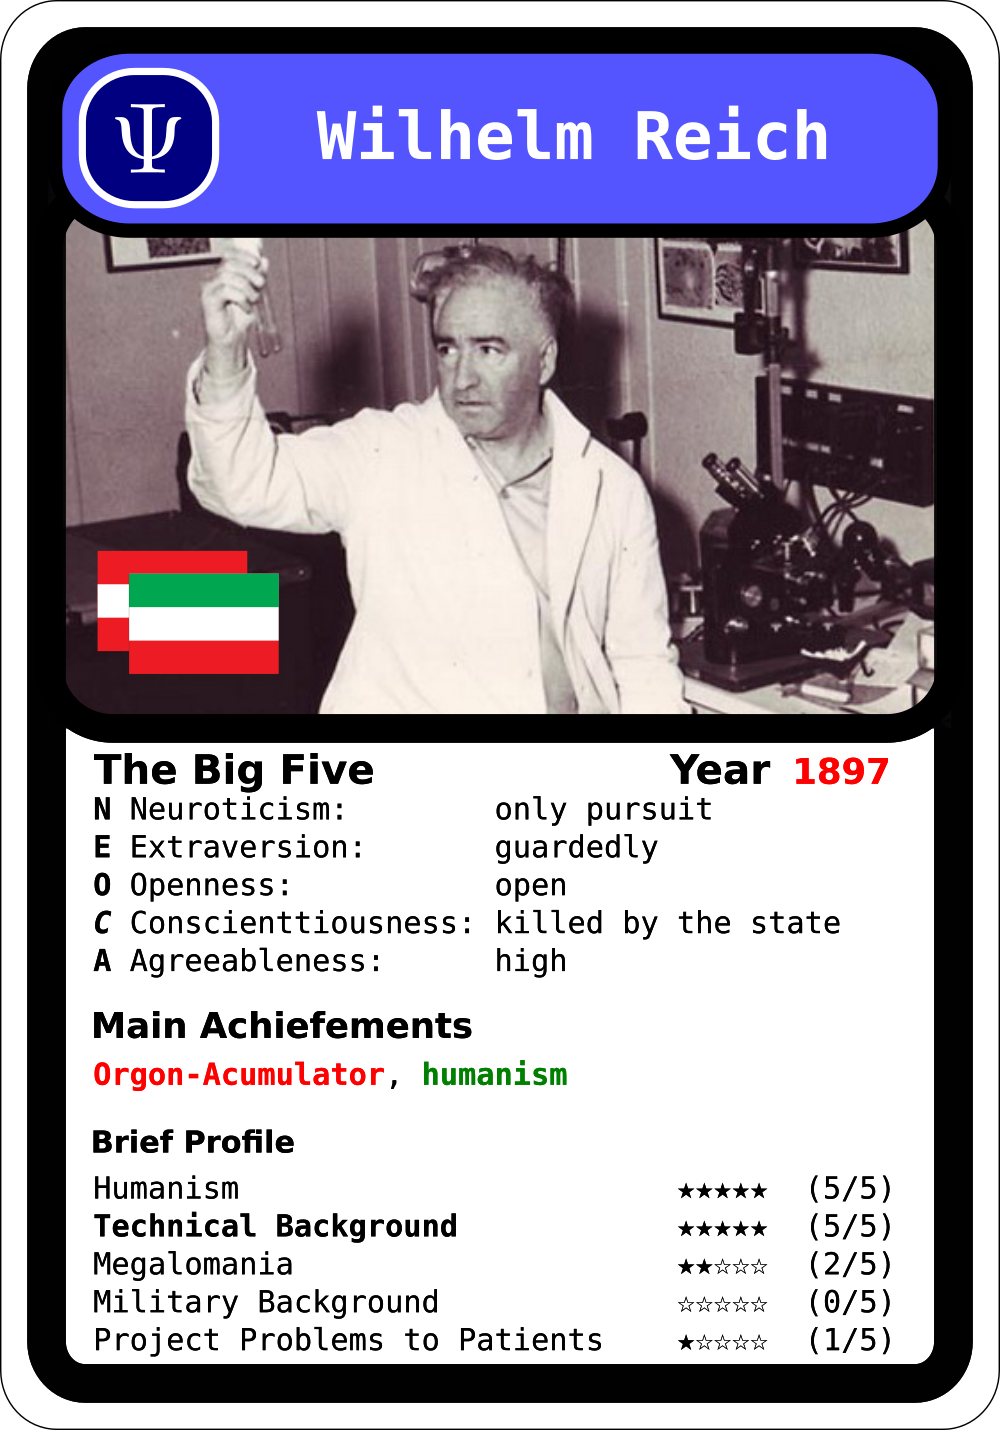 Ψ Wilhelm Reich
The Big Five Year 1897
N Neuroticism: only pursuit
E Extraversion: guardedly
O Openness: open
C Conscienttiousness: killed by the state
A Agreeableness: high
Main Achiefements
Orgon-Acumulator, humanism
Brief Profile
Humanism ★★★★★ (5/5)
Technical Background ★★★★★ (5/5)
Megalomania ★★☆☆☆ (2/5)
Military Background ☆☆☆☆☆ (0/5)
Project Problems to Patients ★☆☆☆☆ (1/5)